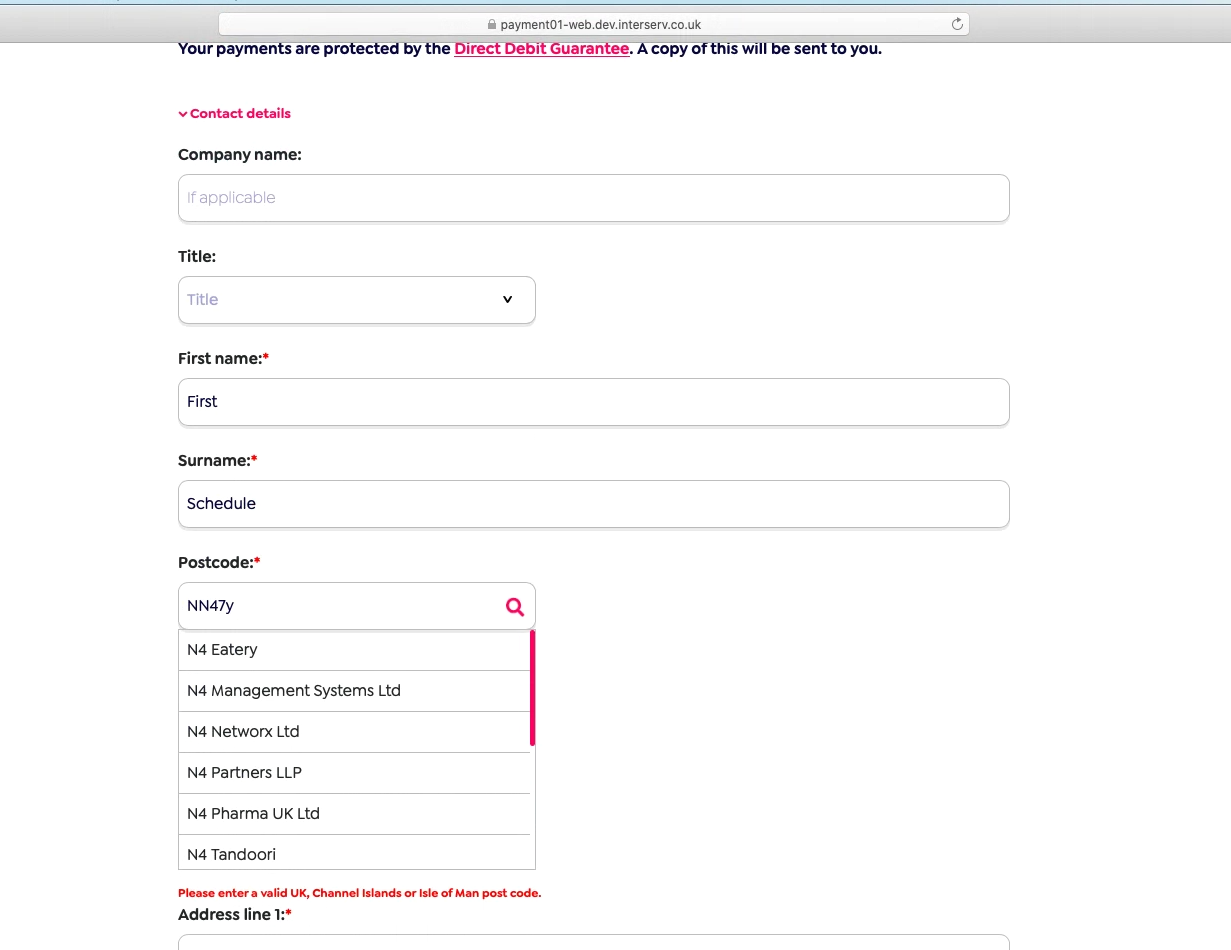 payment01-web.dev.interserv.co.uk
Your payments are protected by the Direct Debit Guarantee. A copy of this will be sent to you.
Contact details
Company name:
If applicable
Title:
Title
First name:*
First
Surname:*
Schedule
Postcode:*
NN47y
N4 Eatery
N4 Management Systems Ltd
N4 Networx Ltd
N4 Partners LLP
N4 Pharma UK Ltd
N4 Tandoori
Please enter a valid UK, Channel Islands or Isle of Man post code.
Address line 1:*